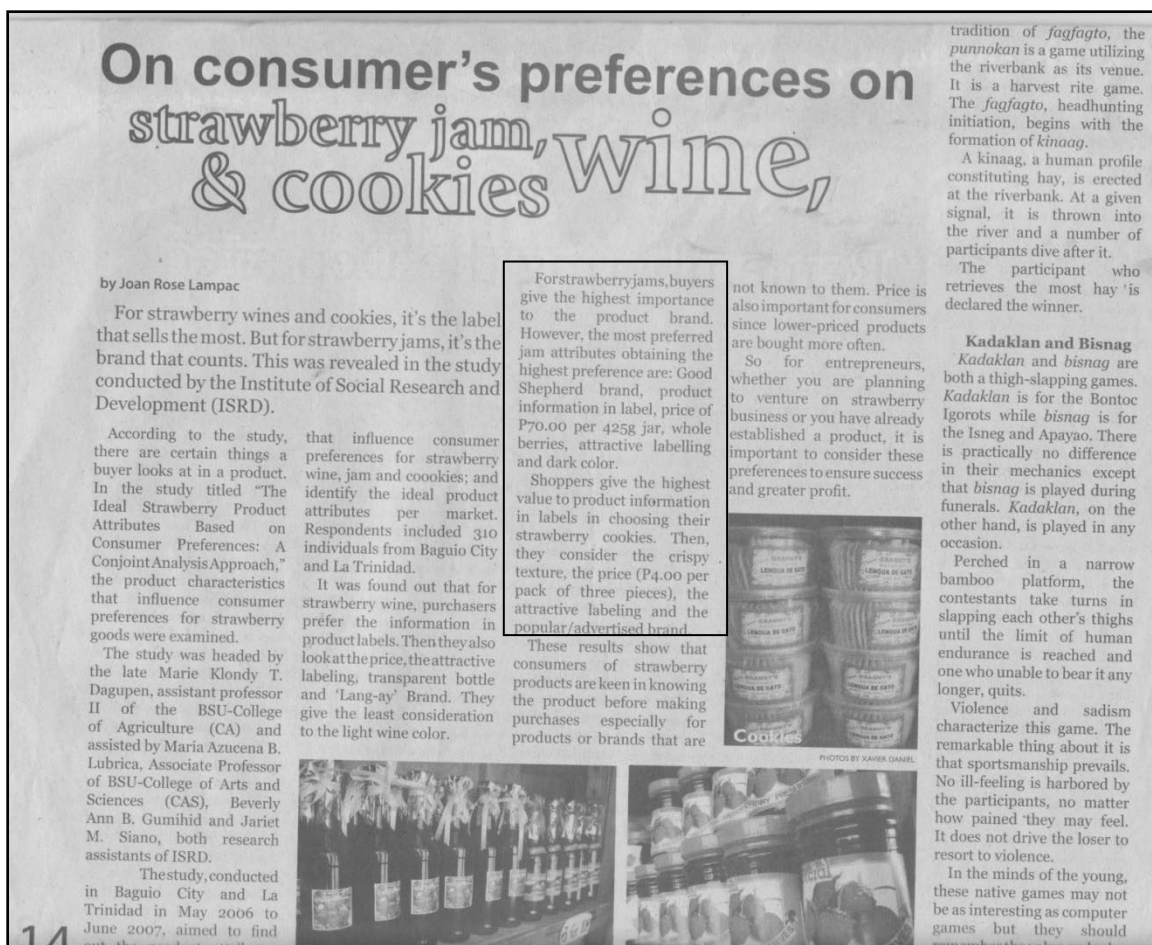 On consumer's preferences on
strawberry jam, wine,
& cookies
by Joan Rose Lampac
For strawberry wines and cookies, it's the label
that sells the most. But for strawberry jams, it's the
brand that counts. This was revealed in the study
conducted by the Institute of Social Research and
Development (ISRD).
According to the study,
there are certain things a
buyer looks at in a product.
In the study titled "The
Ideal Strawberry Product
Attributes Based on
Consumer Preferences: A
Conjoint Analysis Approach,"
the product characteristics
that influence consumer
preferences for strawberry
goods were examined.
The study was headed by
the late Marie Klondy T.
Dagupen, assistant professor
II of the BSU-College
of Agriculture (CA) and
assisted by Maria Azucena B.
Lubrica, Associate Professor
of BSU-College of Arts and
Sciences (CAS), Beverly
Ann B. Gumihid and Jariet
M. Siano, both research
assistants of ISRD.
The study, conducted
in Baguio City and La
Trinidad in May 2006 to
June 2007, aimed to find
that influence consumer
preferences for strawberry
wine, jam and coookies; and
identify the ideal product
attributes per market.
Respondents included 310
individuals from Baguio City
and La Trinidad.
It was found out that for
strawberry wine, purchasers
prefer the information in
product labels. Then they also
look at the price, the attractive
labeling, transparent bottle
and 'Lang-ay' Brand. They
give the least consideration
to the light wine color.
For strawberry jams, buyers
give the highest importance
to the product brand.
However, the most preferred
jam attributes obtaining the
highest preference are: Good
Shepherd brand, product
information in label, price of
P70.00 per 425g jar, whole
berries, attractive labelling
and dark color.
Shoppers give the highest
value to product information
in labels in choosing their
strawberry cookies. Then,
they consider the crispy
texture, the price (P4.00 per
pack of three pieces), the
attractive labeling and the
popular/advertised brand
These results show that
consumers of strawberry
products are keen in knowing
the product before making
purchases especially for
products or brands that are
not known to them. Price is
also important for consumers
since lower-priced products
are bought more often.
So for entrepreneurs,
whether you are planning
to venture on strawberry
business or you have already
established a product, it is
important to consider these
preferences to ensure success
and greater profit.
LENGUA DE GATO
LENGUA DE GATO
LENGUA DE GATO
LENGUA DE GATO
Cookies
PHOTOS BY XAVIER DANIEL
tradition of fagfagto, the
punnokan is a game utilizing
the riverbank as its venue.
It is a harvest rite game.
The fagfagto, headhunting
initiation, begins with the
formation of kinaag.
A kinaag, a human profile
constituting hay, is erected
at the riverbank. At a given
signal, it is thrown into
the river and a number of
participants dive after it.
The participant who
retrieves the most hay is
declared the winner.
Kadaklan and Bisnag
Kadaklan and bisnag are
both a thigh-slapping games.
Kadaklan is for the Bontoc
Igorots while bisnag is for
the Isneg and Apayao. There
is practically no difference
in their mechanics except
that bisnag is played during
funerals. Kadaklan, on the
other hand, is played in any
occasion.
Perched in a narrow
bamboo platform, the
contestants take turns in
slapping each other's thighs
until the limit of human
endurance is reached and
one who unable to bear it any
longer, quits.
Violence and sadism
characterize this game. The
remarkable thing about it is
that sportsmanship prevails.
No ill-feeling is harbored by
the participants, no matter
how pained they may feel.
It does not drive the loser to
resort to violence.
In the minds of the young,
these native games may not
be as interesting as computer
games but they should
14